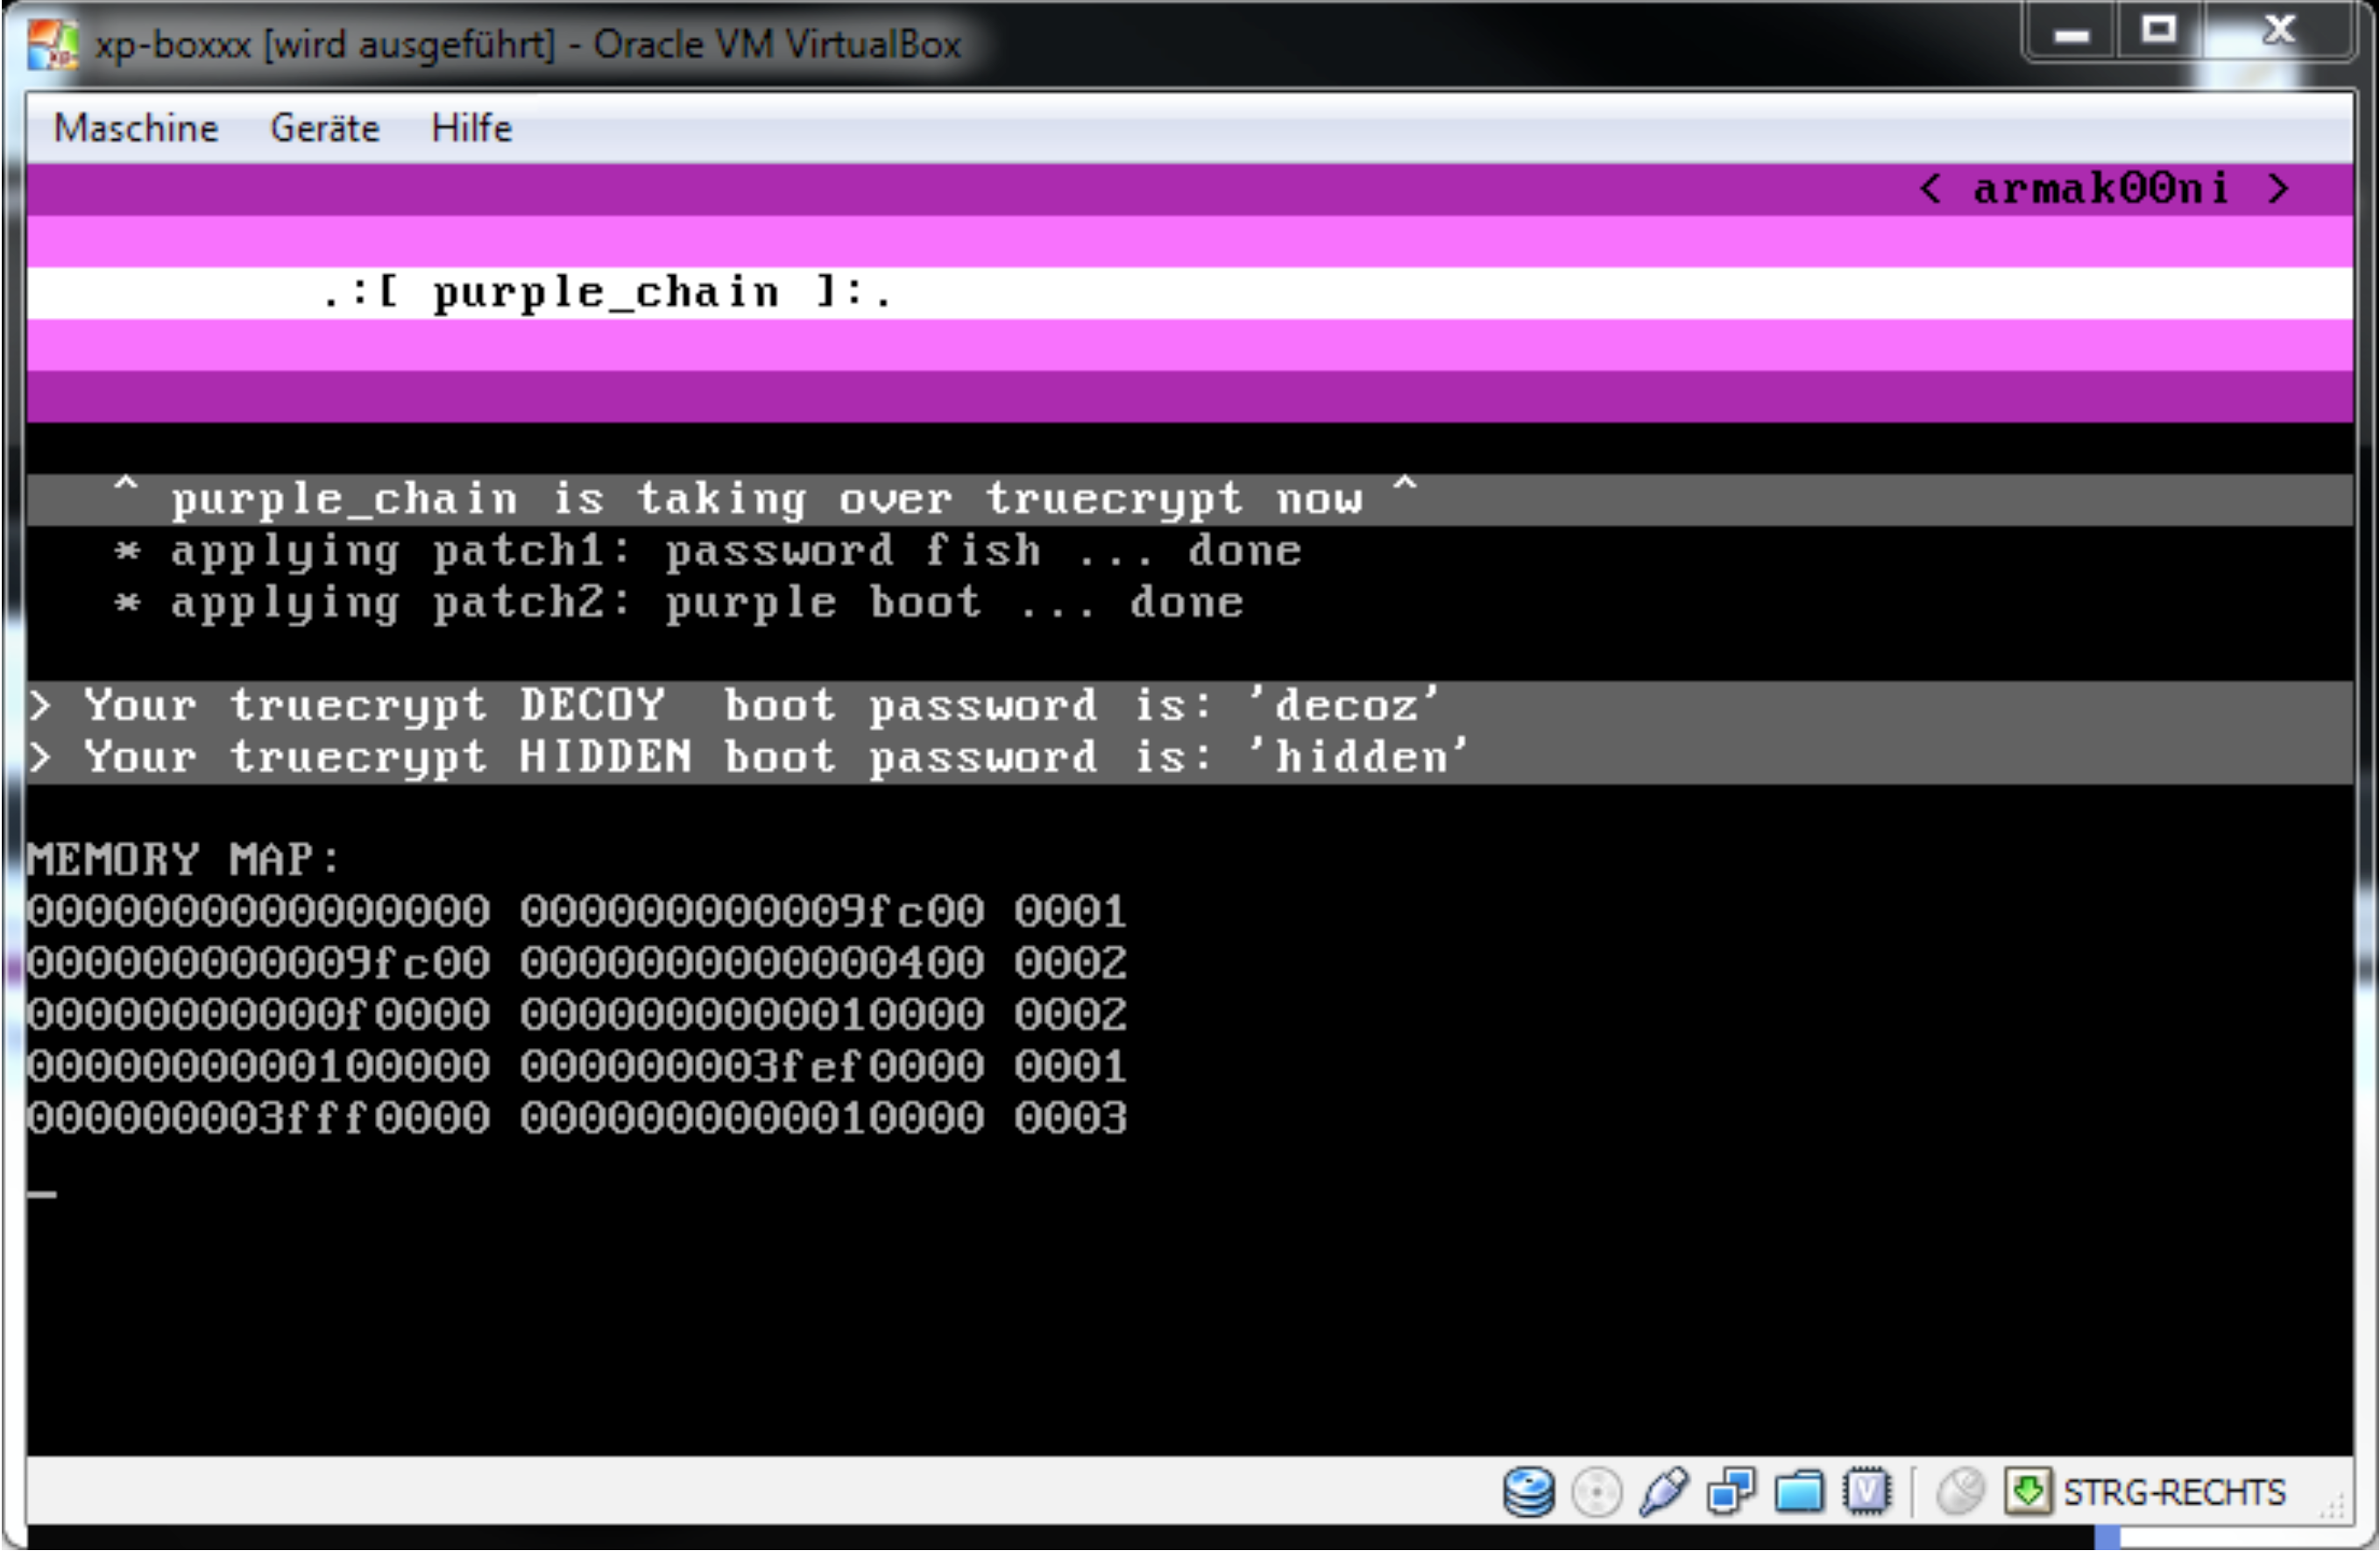 xp-boxxx [wird ausgeführt] - Oracle VM VirtualBox
Maschine Geräte Hilfe
< armak00ni >
.:[ purple_chain ]:.
^ purple_chain is taking over truecrypt now ^
* applying patch1: password fish ... done
* applying patch2: purple boot ... done
> Your truecrypt DECOY  boot password is: 'decoz'
> Your truecrypt HIDDEN boot password is: 'hidden'
MEMORY MAP:
0000000000000000 000000000009fc00 0001
000000000009fc00 0000000000000400 0002
00000000000f0000 0000000000010000 0002
0000000000100000 000000003fef0000 0001
000000003fff0000 0000000000010000 0003
_
STRG-RECHTS